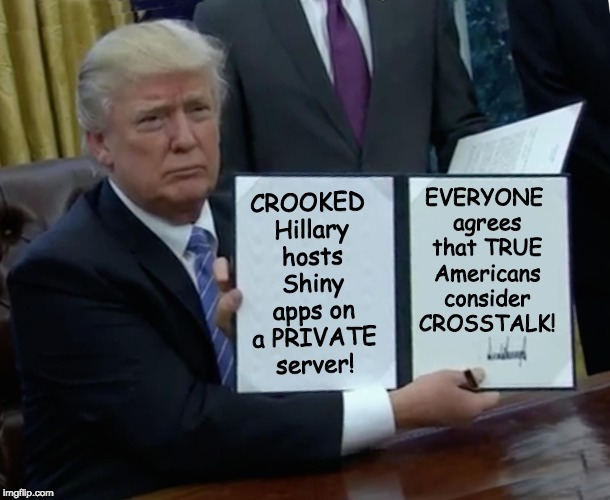 CROOKED
Hillary
hosts
Shiny
apps on
a PRIVATE
server!
EVERYONE
agrees
that TRUE
Americans
consider
CROSSTALK!
imgflip.com